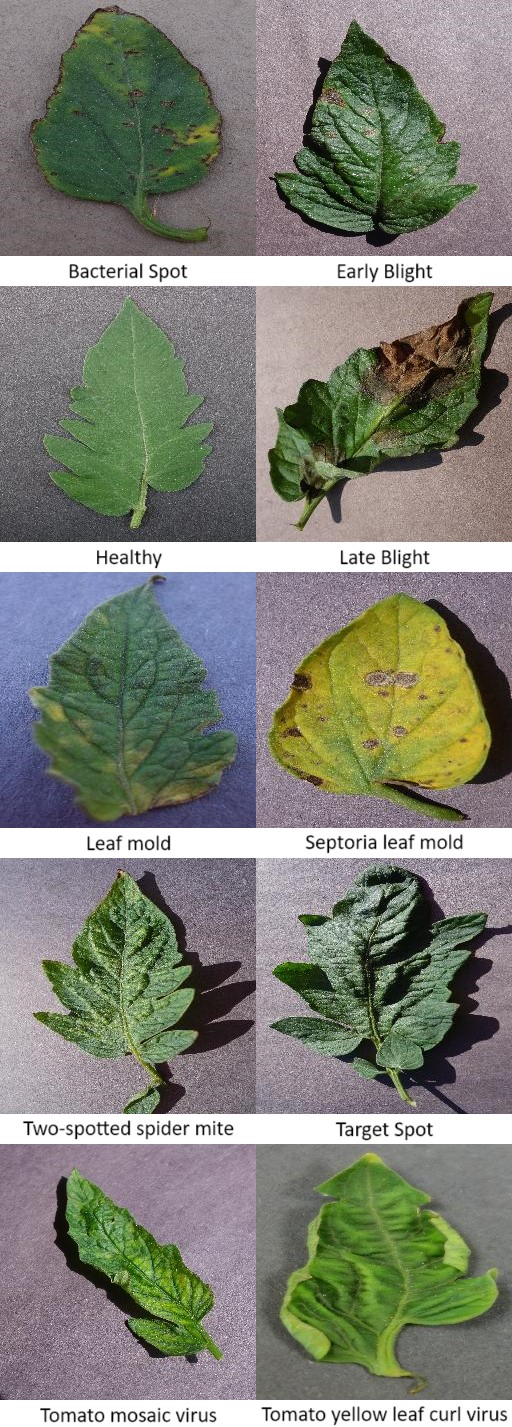 Bacterial Spot
Early Blight
Healthy
Late Blight
Leaf mold
Septoria leaf mold
Two-spotted spider mite
Target Spot
Tomato mosaic virus
Tomato yellow leaf curl virus